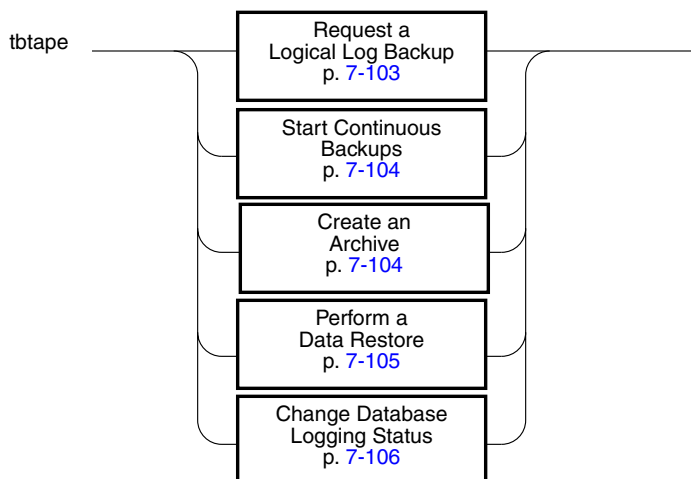 tbtape
Request a
Logical Log Backup
p. 7-103
Start Continuous
Backups
p. 7-104
Create an
Archive
p. 7-104
Perform a
Data Restore
p. 7-105
Change Database
Logging Status
p. 7-106